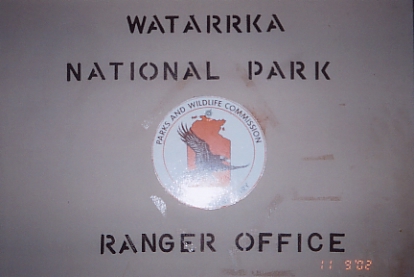 WATARRKA
NATIONAL PARK
PARKS AND WILDLIFE COMMISSION
RANGER OFFICE
11 9'02